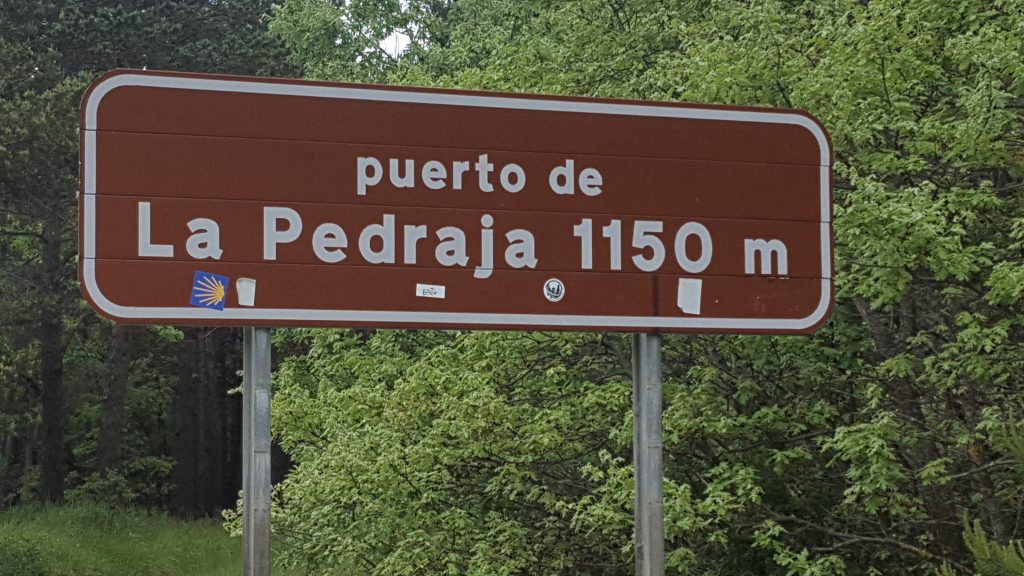 puerto de
La Pedraja 1150 m